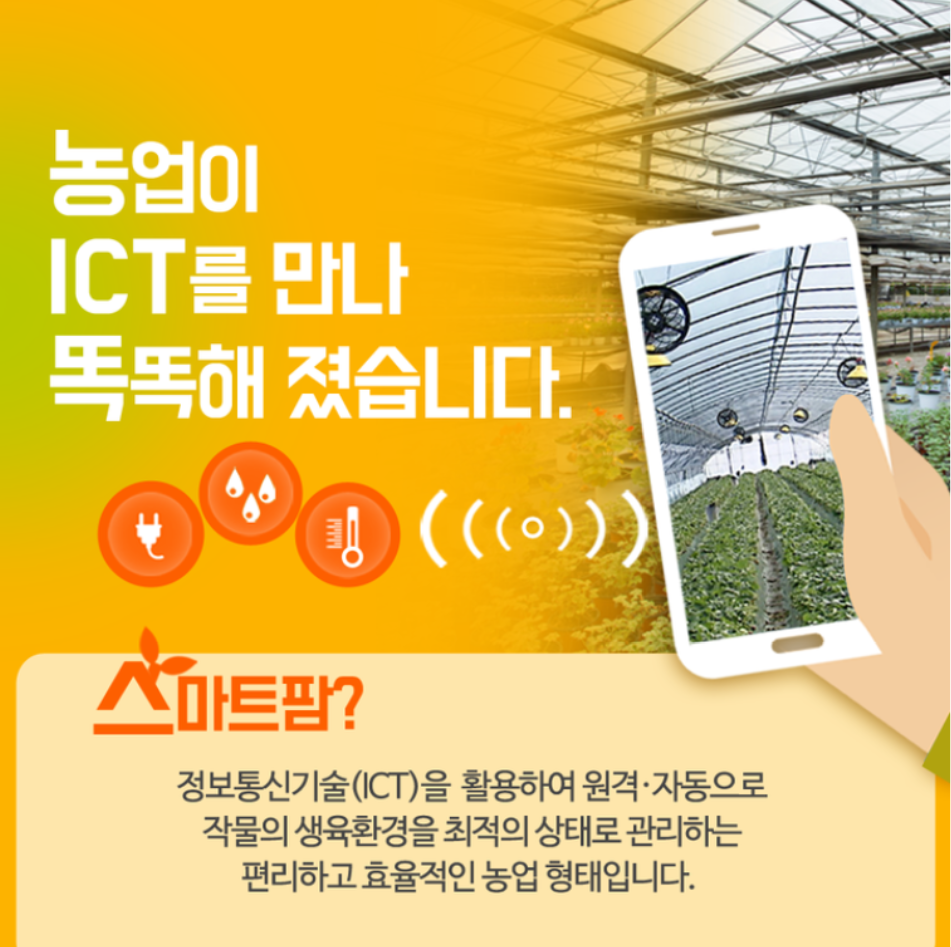 농업이
ICT를 만나
똑똑해 졌습니다.
스마트팜?
정보통신기술(ICT)을 활용하여 원격·자동으로
작물의 생육환경을 최적의 상태로 관리하는
편리하고 효율적인 농업 형태입니다.